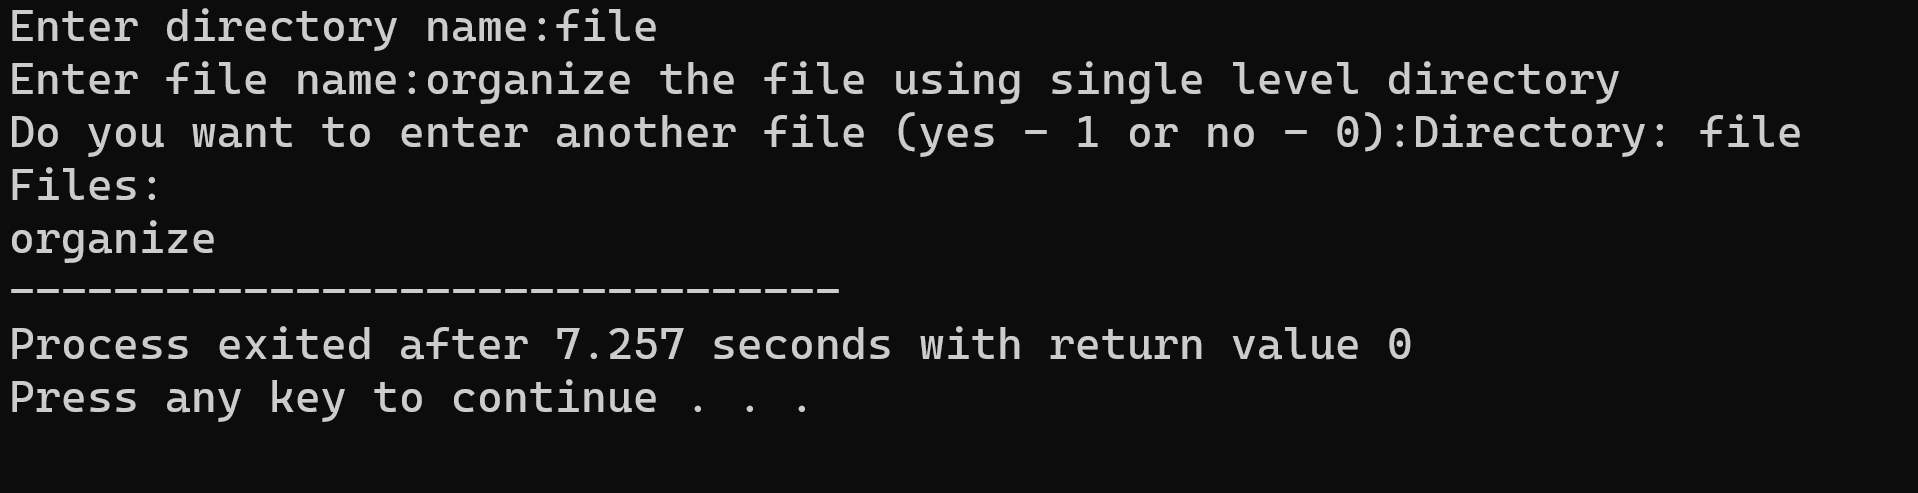 Enter directory name:file
Enter file name:organize the file using single level directory
Do you want to enter another file (yes - 1 or no - 0):Directory: file
Files:
organize
--------------------------------
Process exited after 7.257 seconds with return value 0
Press any key to continue . . .